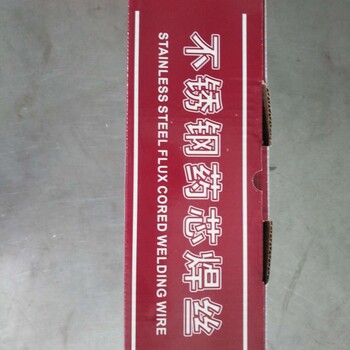 不锈钢药芯焊丝
STAINLESS STEEL FLUX CORED WELDING WIRE